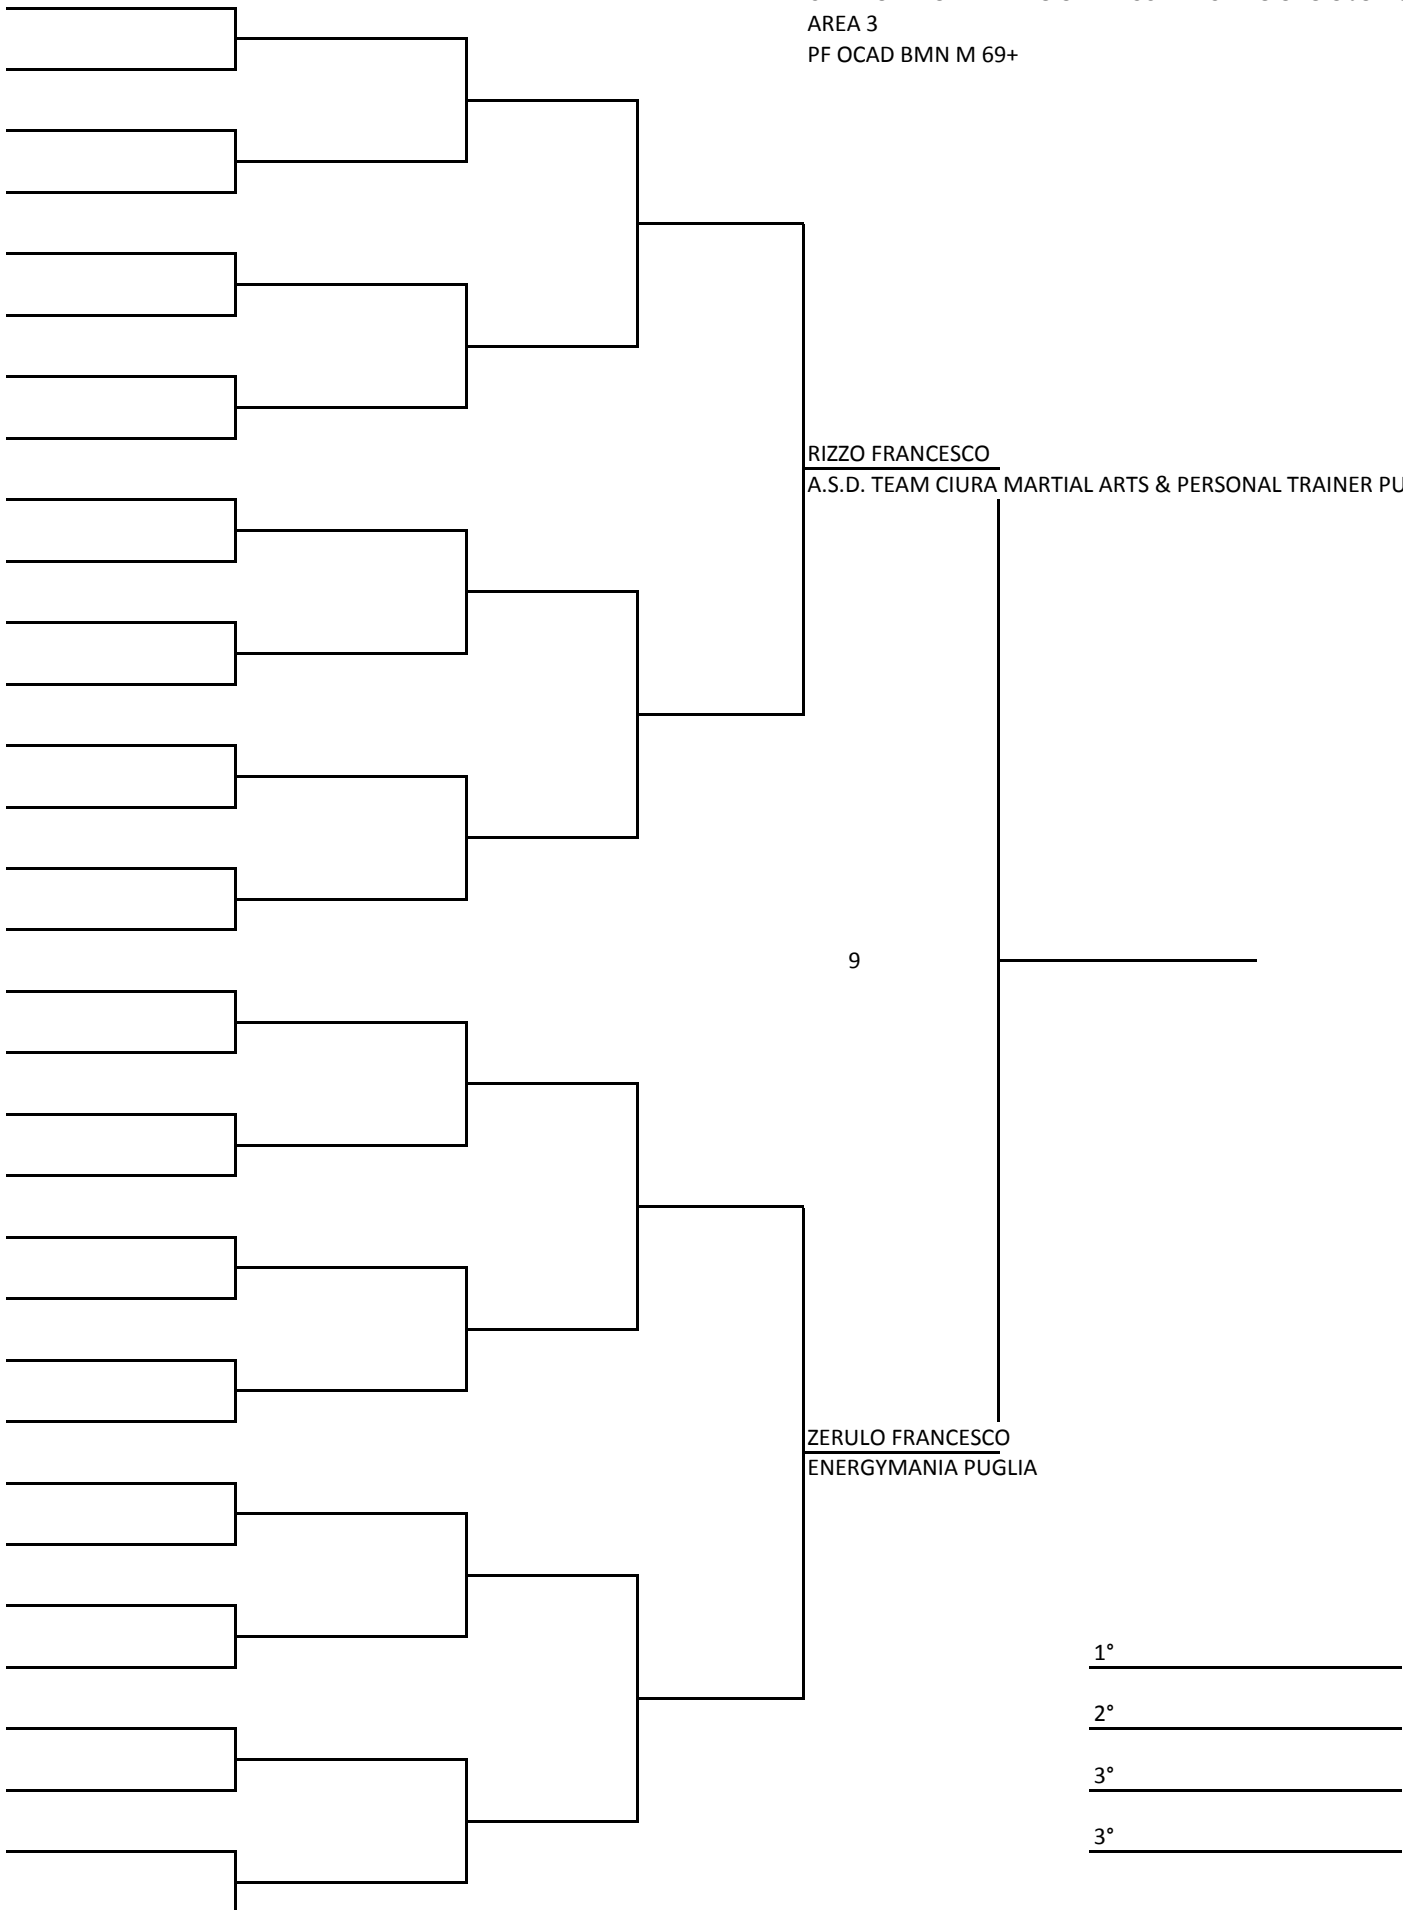 AREA 3
PF OCAD BMN M 69+
RIZZO FRANCESCO
A.S.D. TEAM CIURA MARTIAL ARTS & PERSONAL TRAINER PU
9
ZERULO FRANCESCO
ENERGYMANIA PUGLIA
1°
2°
3°
3°